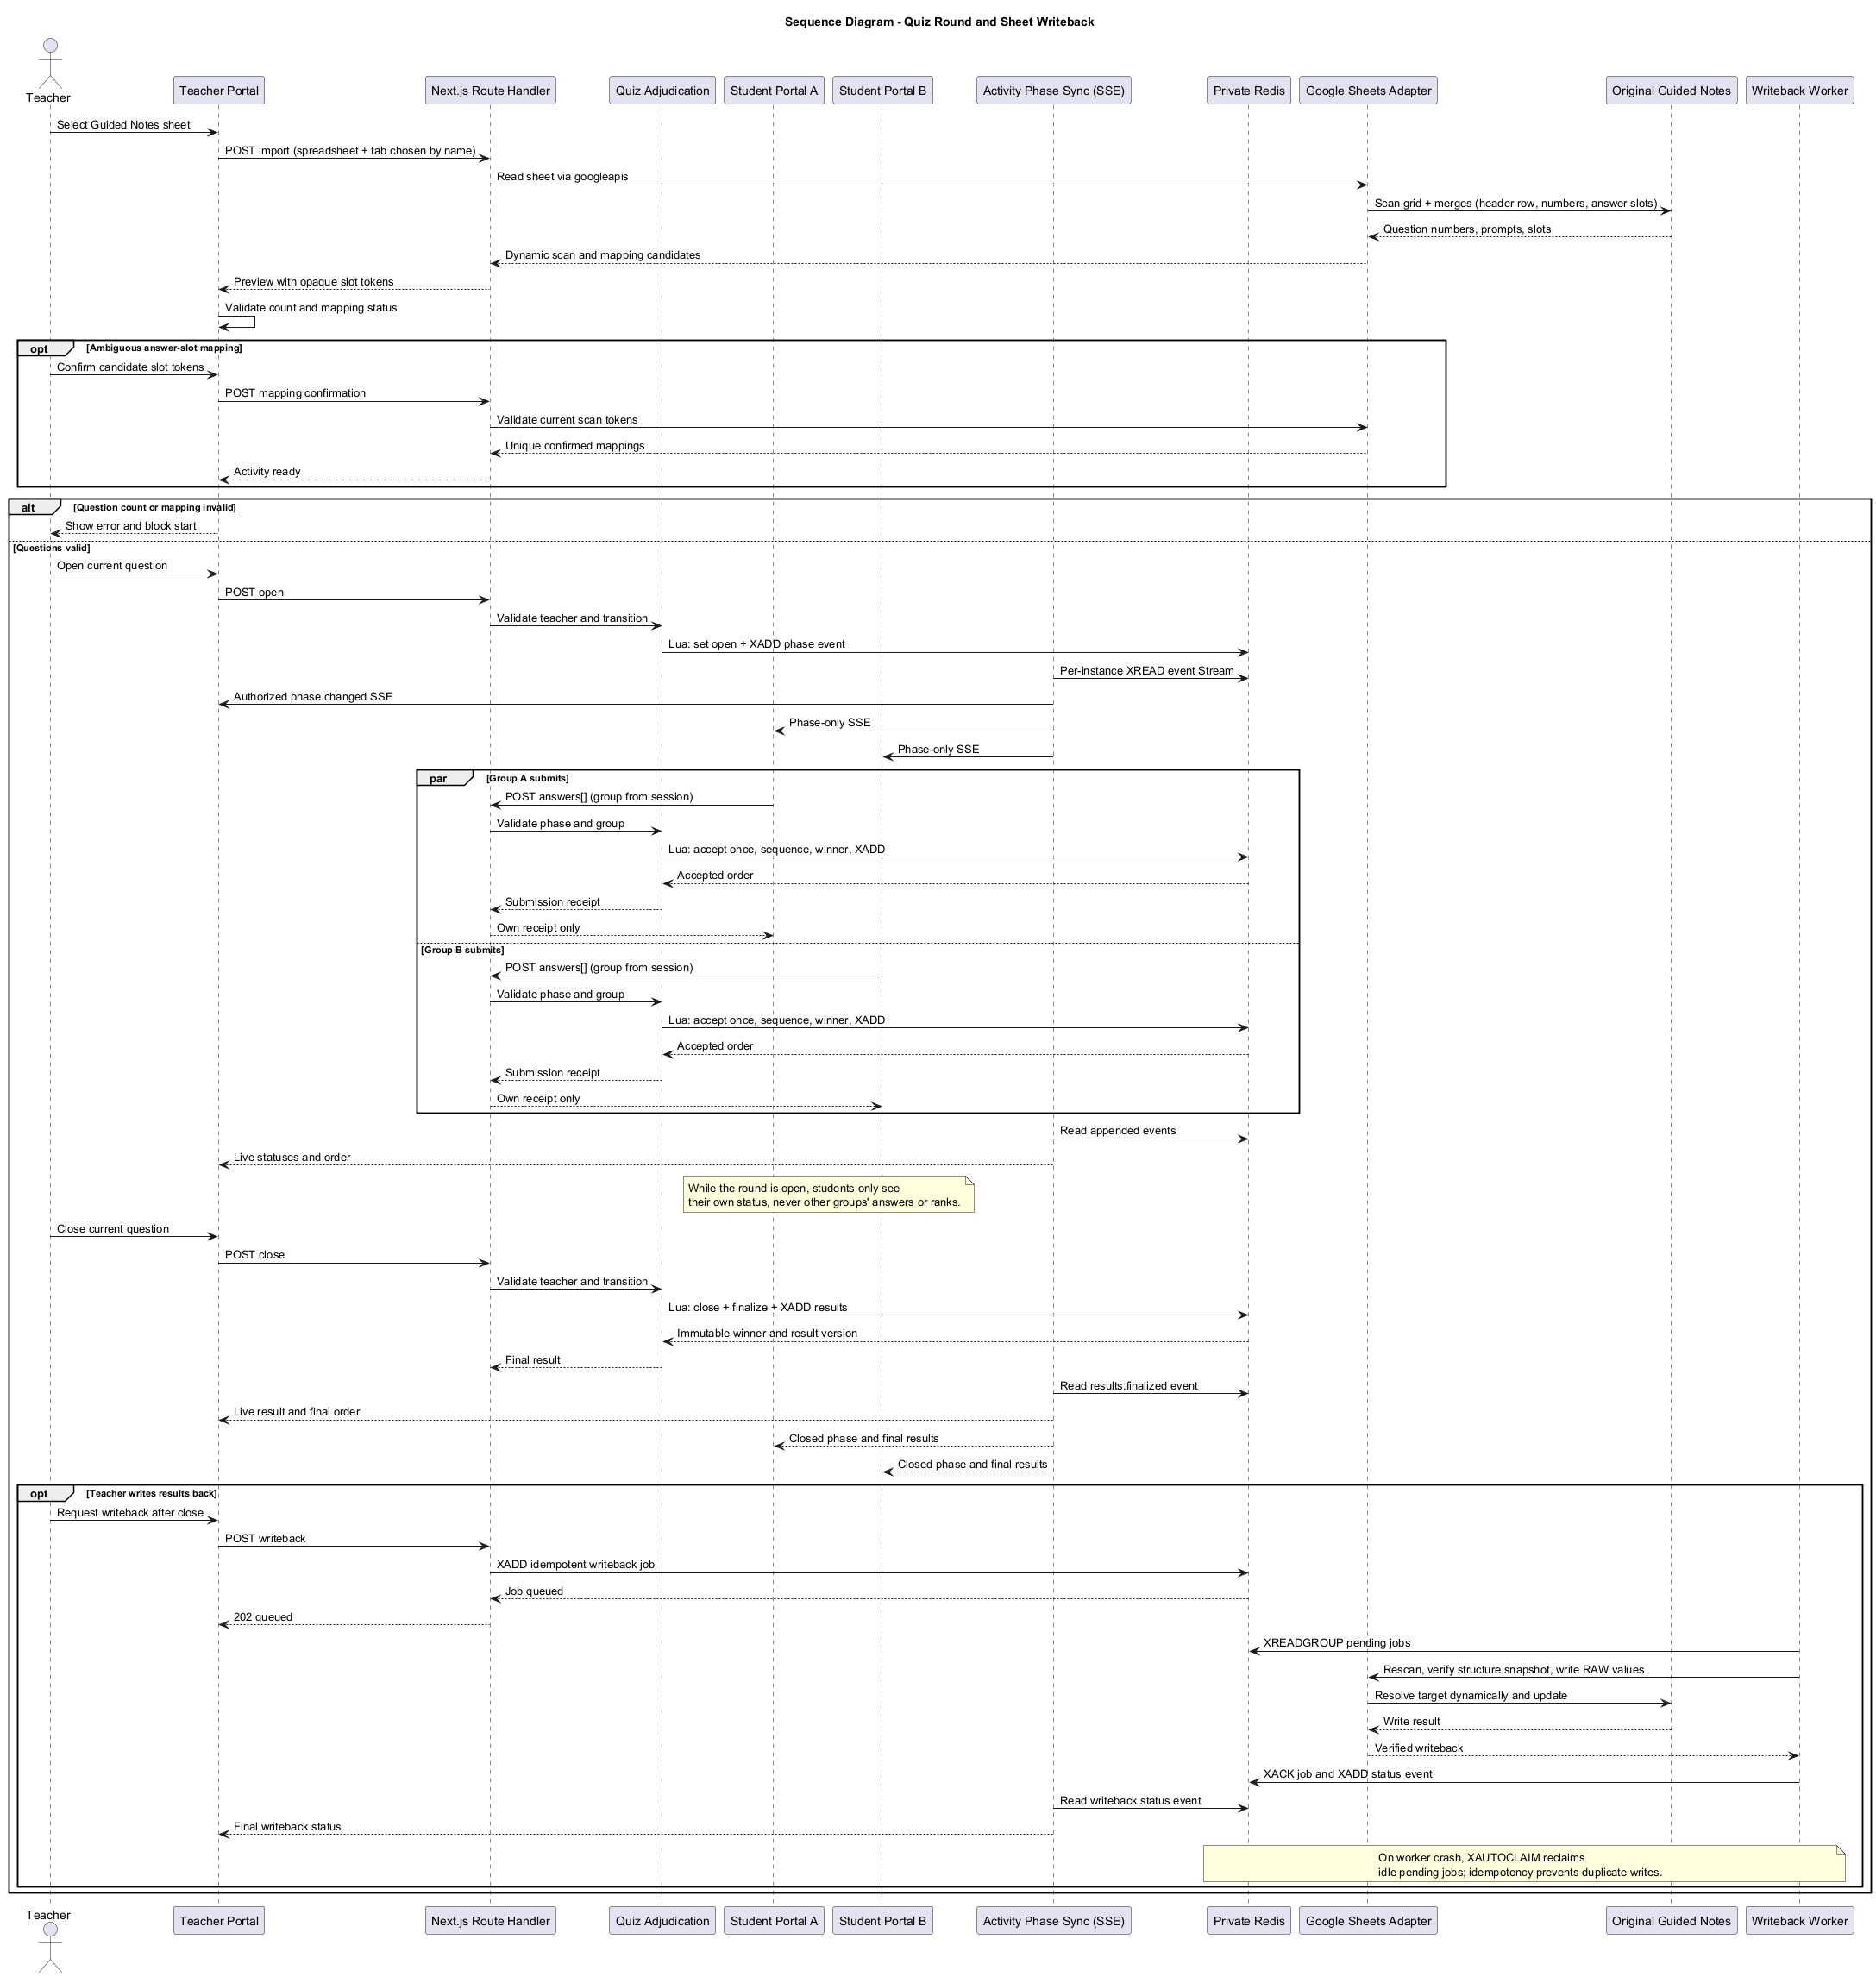 Sequence Diagram - Quiz Round and Sheet Writeback
Teacher
Teacher Portal
Next.js Route Handler
Quiz Adjudication
Student Portal A
Student Portal B
Activity Phase Sync (SSE)
Private Redis
Google Sheets Adapter
Original Guided Notes
Writeback Worker
Select Guided Notes sheet
POST import (spreadsheet + tab chosen by name)
Read sheet via googleapis
Scan grid + merges (header row, numbers, answer slots)
Question numbers, prompts, slots
Dynamic scan and mapping candidates
Preview with opaque slot tokens
Validate count and mapping status
opt
[Ambiguous answer-slot mapping]
Confirm candidate slot tokens
POST mapping confirmation
Validate current scan tokens
Unique confirmed mappings
Activity ready
alt
[Question count or mapping invalid]
Show error and block start
[Questions valid]
Open current question
POST open
Validate teacher and transition
Lua: set open + XADD phase event
Per-instance XREAD event Stream
Authorized phase.changed SSE
Phase-only SSE
Phase-only SSE
par
[Group A submits]
POST answers[] (group from session)
Validate phase and group
Lua: accept once, sequence, winner, XADD
Accepted order
Submission receipt
Own receipt only
[Group B submits]
POST answers[] (group from session)
Validate phase and group
Lua: accept once, sequence, winner, XADD
Accepted order
Submission receipt
Own receipt only
Read appended events
Live statuses and order
While the round is open, students only see
their own status, never other groups' answers or ranks.
Close current question
POST close
Validate teacher and transition
Lua: close + finalize + XADD results
Immutable winner and result version
Final result
Read results.finalized event
Live result and final order
Closed phase and final results
Closed phase and final results
opt
[Teacher writes results back]
Request writeback after close
POST writeback
XADD idempotent writeback job
Job queued
202 queued
XREADGROUP pending jobs
Rescan, verify structure snapshot, write RAW values
Resolve target dynamically and update
Write result
Verified writeback
XACK job and XADD status event
Read writeback.status event
Final writeback status
On worker crash, XAUTOCLAIM reclaims
idle pending jobs; idempotency prevents duplicate writes.
Teacher
Teacher Portal
Next.js Route Handler
Quiz Adjudication
Student Portal A
Student Portal B
Activity Phase Sync (SSE)
Private Redis
Google Sheets Adapter
Original Guided Notes
Writeback Worker